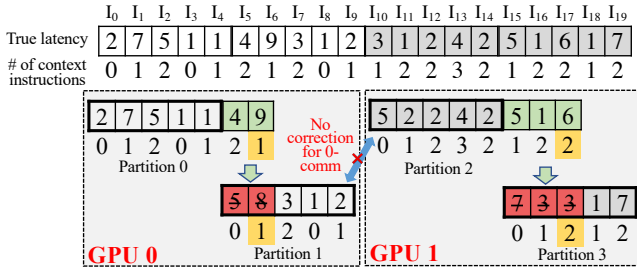 I0 I1 I2 I3 I4 I5 I6 I7 I8 I9 I10 I11 I12 I13 I14 I15 I16 I17 I18 I19
True latency 2 7 5 1 1 4 9 3 1 2 3 1 2 4 2 5 1 6 1 7
# of context instructions 0 1 2 0 1 2 1 2 0 1 1 2 2 3 2 1 2 2 1 2
2 7 5 1 1 4 9
0 1 2 0 1 2 1
Partition 0
No correction for 0-comm
5 2 2 4 2 5 1 6
0 1 2 3 2 1 2 2
Partition 2
5 8 3 1 2
0 1 2 0 1
Partition 1
GPU 0
7 3 3 1 7
0 1 2 1 2
Partition 3
GPU 1